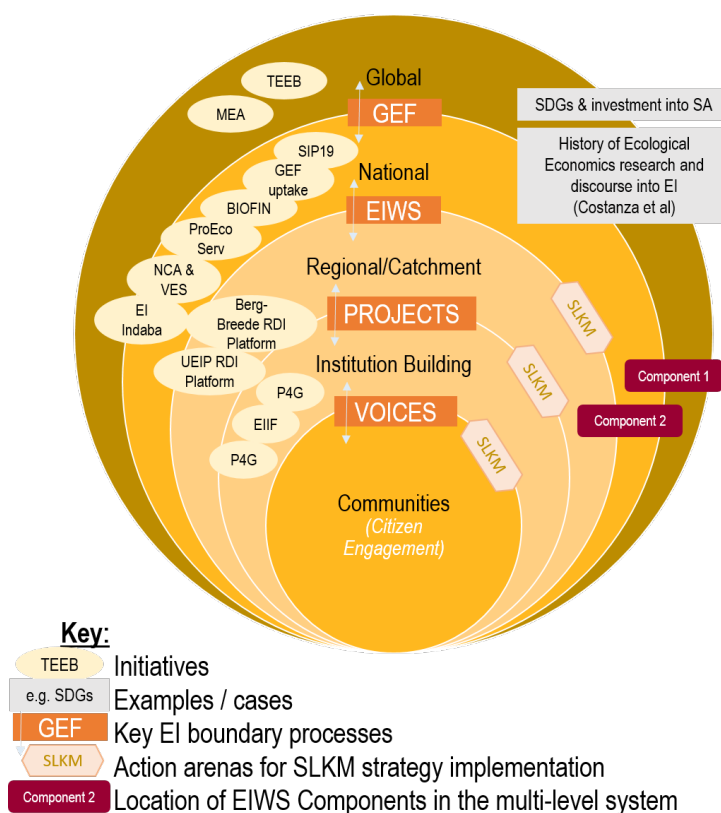 Global
TEEB
MEA
GEF
SDGs & investment into SA
History of Ecological
Economics research and
discourse into EI
(Costanza et al)
SIP19
GEF
uptake
National
BIOFIN
EIWS
ProEco
Serv
NCA &
VES
Regional/Catchment
EI
Indaba
Berg-
Breede RDI
Platform
PROJECTS
SLKM
UEIP RDI
Platform
Institution Building
SLKM
Component 1
P4G
VOICES
Component 2
EIIF
P4G
SLKM
Communities
(Citizen
Engagement)
Key:
TEEB
Initiatives
e.g. SDGs
Examples / cases
GEF
Key EI boundary processes
SLKM
Action arenas for SLKM strategy implementation
Component 2
Location of EIWS Components in the multi-level system